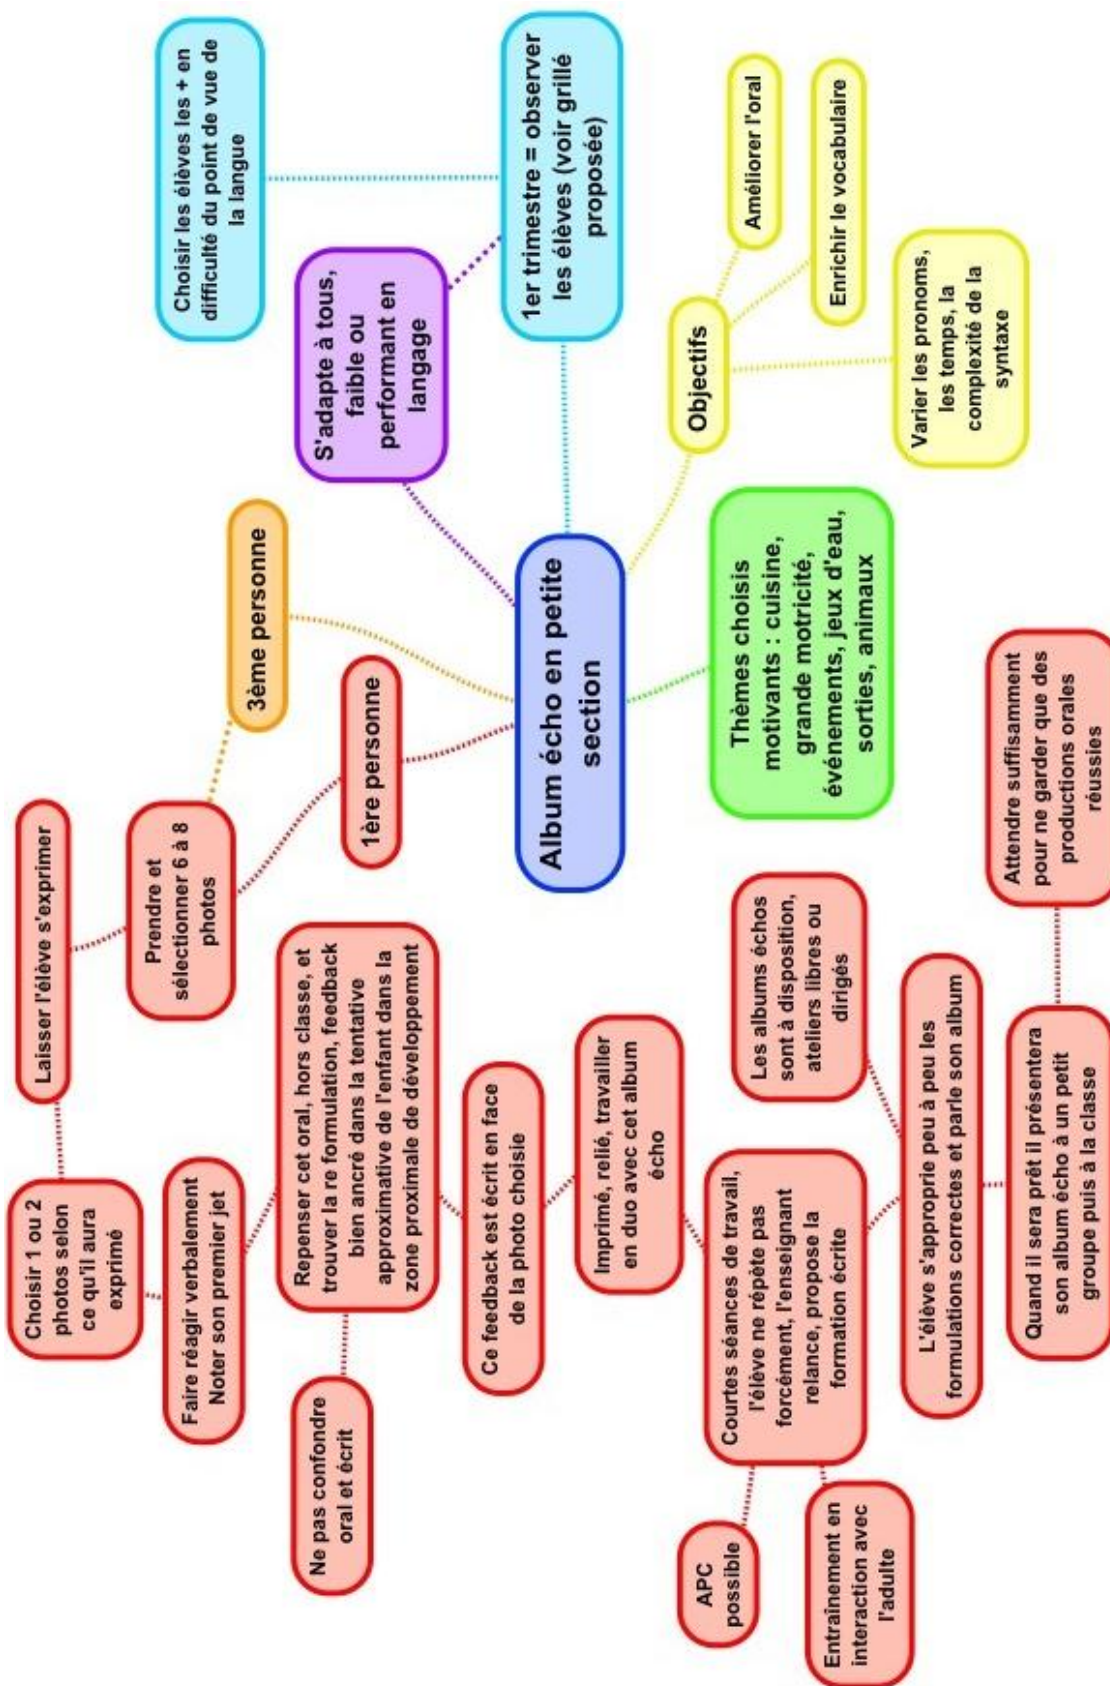 Album écho en petite
section
1ère personne
3ème personne
Prendre et
sélectionner 6 à 8
photos
Laisser l'élève s'exprimer
Choisir 1 ou 2
photos selon
ce qu'il aura
exprimé
Faire réagir verbalement
Noter son premier jet
Repenser cet oral, hors classe, et
trouver la re formulation, feedback
bien ancré dans la tentative
approximative de l'enfant dans la
zone proximale de développement
Ne pas confondre
oral et écrit
Ce feedback est écrit en face
de la photo choisie
Imprimé, relié, travailler
en duo avec cet album
écho
Courtes séances de travail,
l'élève ne répète pas
forcément, l'enseignant
relance, propose la
formation écrite
APC
possible
Entraînement en
interaction avec
l'adulte
L'élève s'approprie peu à peu les
formulations correctes et parle son album
Les albums échos
sont à disposition,
ateliers libres ou
dirigés
Quand il sera prêt il présentera
son album écho à un petit
groupe puis à la classe
Attendre suffisamment
pour ne garder que des
productions orales
réussies
S'adapte à tous,
faible ou
performant en
langage
1er trimestre = observer
les élèves (voir grillé
proposée)
Choisir les élèves les + en
difficulté du point de vue de
la langue
Objectifs
Améliorer l'oral
Enrichir le vocabulaire
Varier les pronoms,
les temps, la
complexité de la
syntaxe
Thèmes choisis
motivants : cuisine,
grande motricité,
événements, jeux d'eau,
sorties, animaux